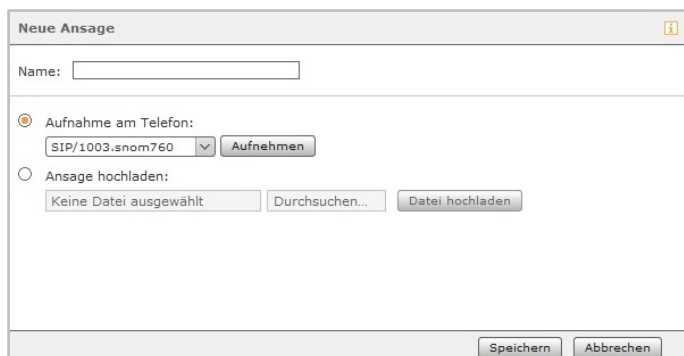 Neue Ansage
Name:
Aufnahme am Telefon:
SIP/1003.snom760 Aufnehmen
Ansage hochladen:
Keine Datei ausgewählt Durchsuchen... Datei hochladen
Speichern Abbrechen